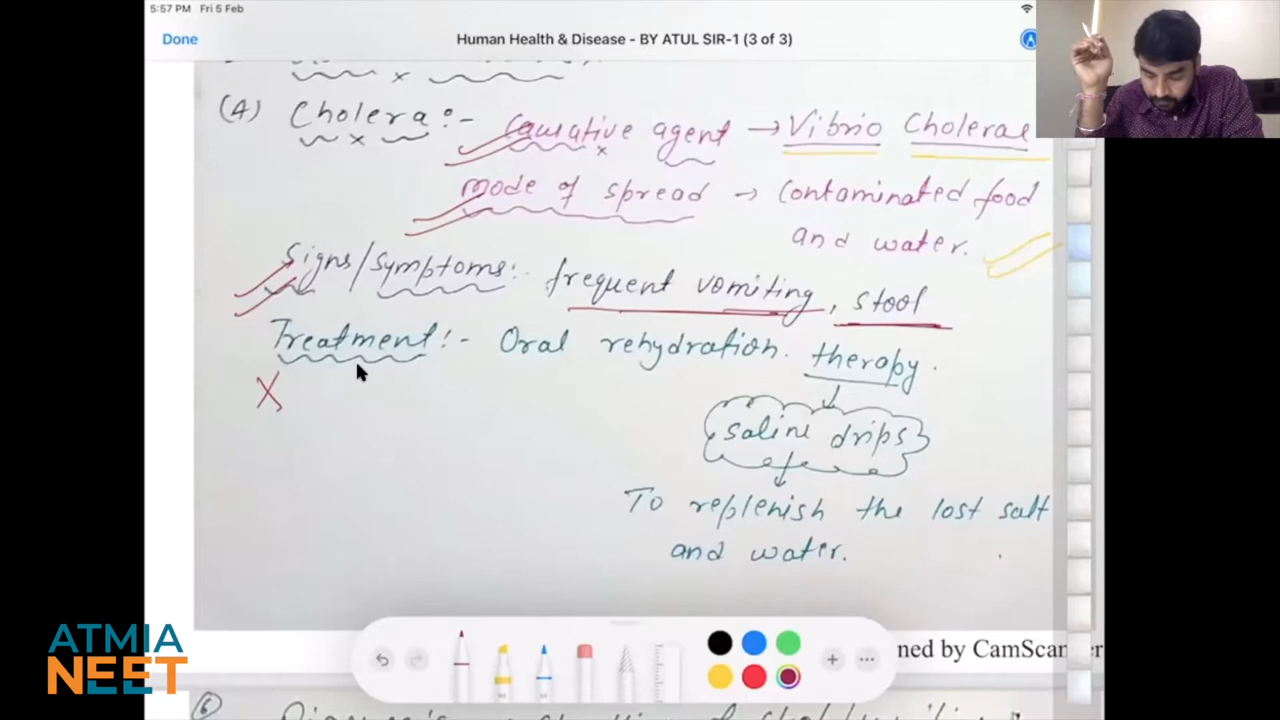 5:57 PM Fri 5 Feb
Done
Human Health & Disease - BY ATUL SIR-1 (3 of 3)
(4) Cholera :- Causative agent → Vibrio Cholerae
mode of spread → Contaminated food
and water.
Signs/symptoms:- frequent vomiting, stool
Treatment:- Oral rehydration. therapy.
saline drips
To replenish the lost salt
and water.
ATMIA
NEET
ned by CamScan er
6